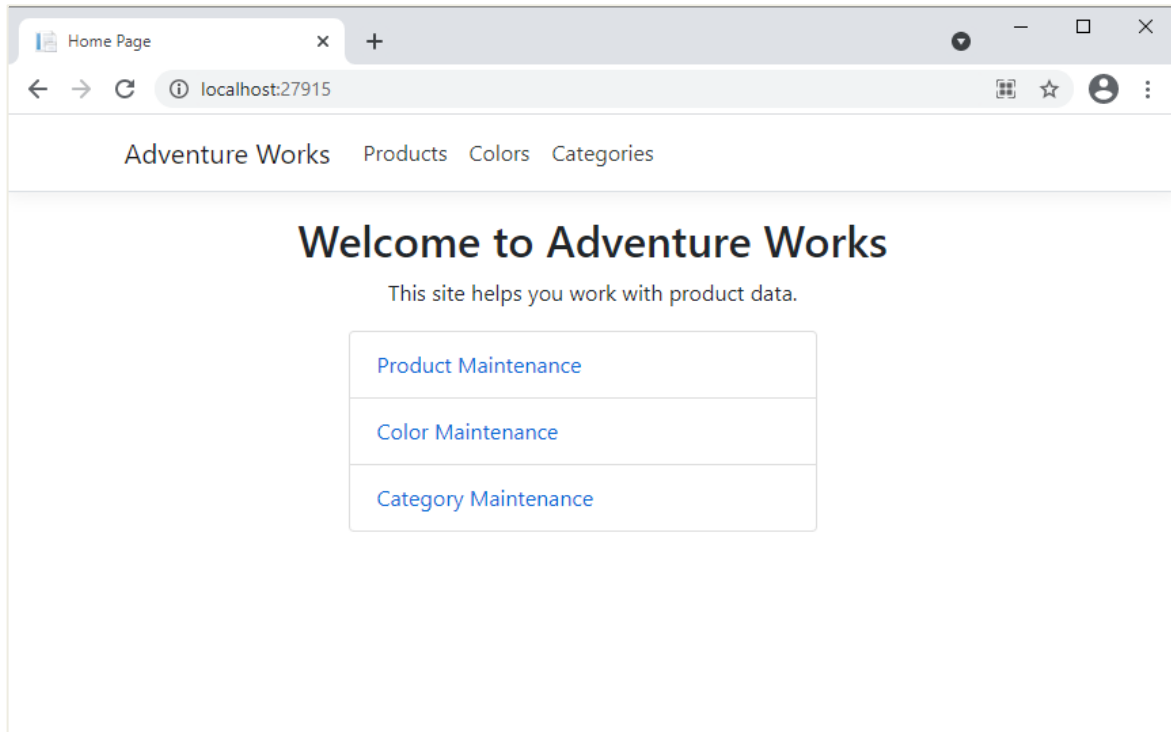 Home Page
localhost:27915
Adventure Works Products Colors Categories
Welcome to Adventure Works
This site helps you work with product data.
Product Maintenance
Color Maintenance
Category Maintenance